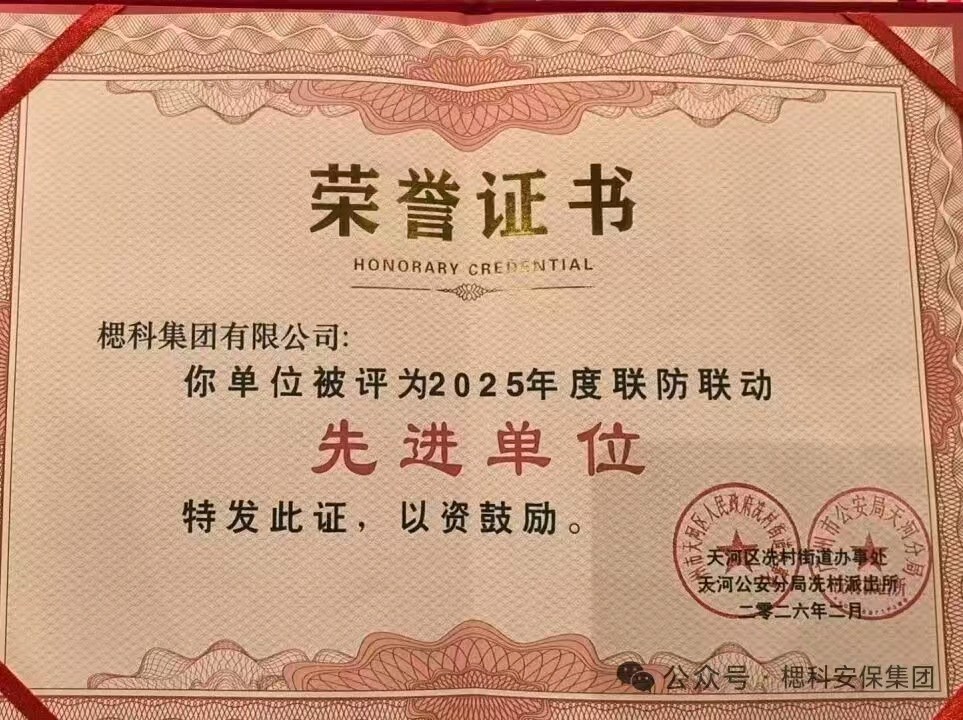 荣誉证书
HONORARY CREDENTIAL
楒科集团有限公司:
你单位被评为2025年度联防联动
先进单位
特发此证，以资鼓励。
天河区冼村街道办事处
天河公安分局冼村派出所
二零二六年二月
公众号·楒科安保集团